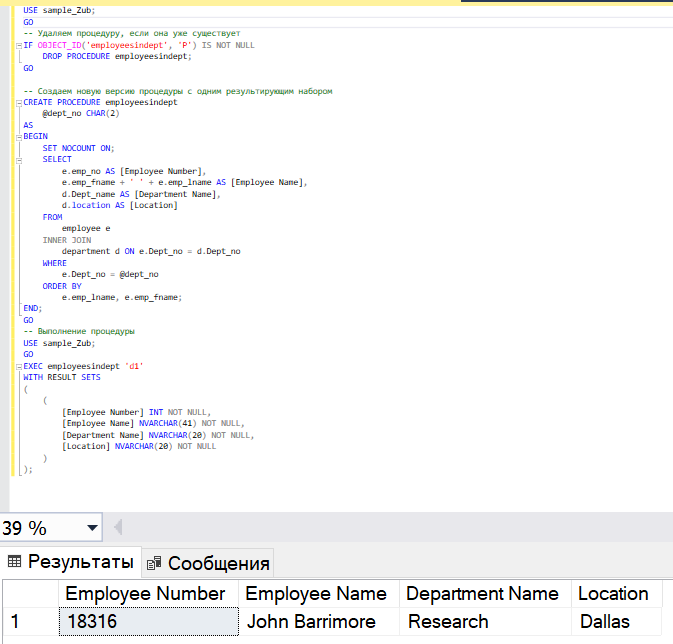 USE sample_Zub;
GO
-- Удаляем процедуру, если она уже существует
IF OBJECT_ID('employeesindept', 'P') IS NOT NULL
    DROP PROCEDURE employeesindept;
GO

-- Создаем новую версию процедуры с одним результирующим набором
CREATE PROCEDURE employeesindept
    @dept_no CHAR(2)
AS
BEGIN
    SET NOCOUNT ON;
    SELECT
        e.emp_no AS [Employee Number],
        e.emp_fname + ' ' + e.emp_lname AS [Employee Name],
        d.Dept_name AS [Department Name],
        d.location AS [Location]
    FROM
        employee e
    INNER JOIN
        department d ON e.Dept_no = d.Dept_no
    WHERE
        e.Dept_no = @dept_no
    ORDER BY
        e.emp_lname, e.emp_fname;
END;
GO
-- Выполнение процедуры
USE sample_Zub;
GO
EXEC employeesindept 'd1'
WITH RESULT SETS
(
    (
        [Employee Number] INT NOT NULL,
        [Employee Name] NVARCHAR(41) NOT NULL,
        [Department Name] NVARCHAR(20) NOT NULL,
        [Location] NVARCHAR(20) NOT NULL
    )
);
39 %
Результаты Сообщения
Employee Number Employee Name Department Name Location
1 18316 John Barrimore Research Dallas